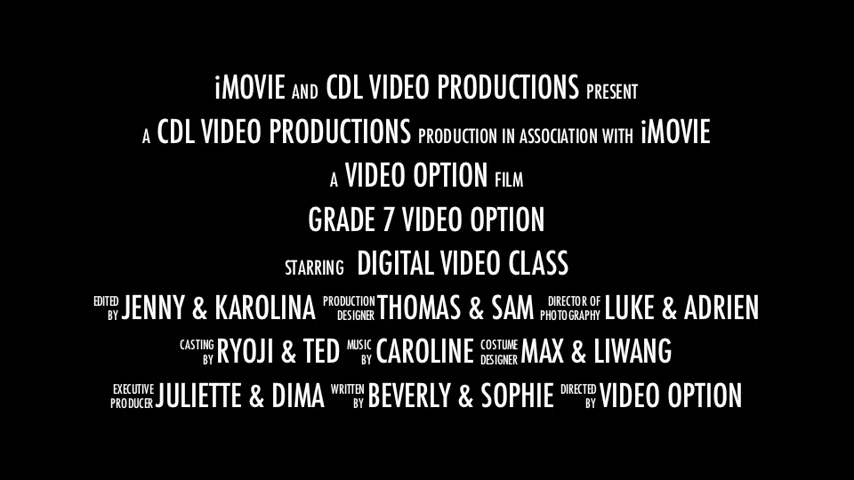 iMOVIE AND CDL VIDEO PRODUCTIONS PRESENT
A CDL VIDEO PRODUCTIONS PRODUCTION IN ASSOCIATION WITH iMOVIE
A VIDEO OPTION FILM
GRADE 7 VIDEO OPTION
STARRING DIGITAL VIDEO CLASS
EDITED BY JENNY & KAROLINA PRODUCTION DESIGNER THOMAS & SAM DIRECTOR OF PHOTOGRAPHY LUKE & ADRIEN
CASTING BY RYOJI & TED MUSIC BY CAROLINE COSTUME DESIGNER MAX & LIWANG
EXECUTIVE PRODUCER JULIETTE & DIMA WRITTEN BY BEVERLY & SOPHIE DIRECTED BY VIDEO OPTION